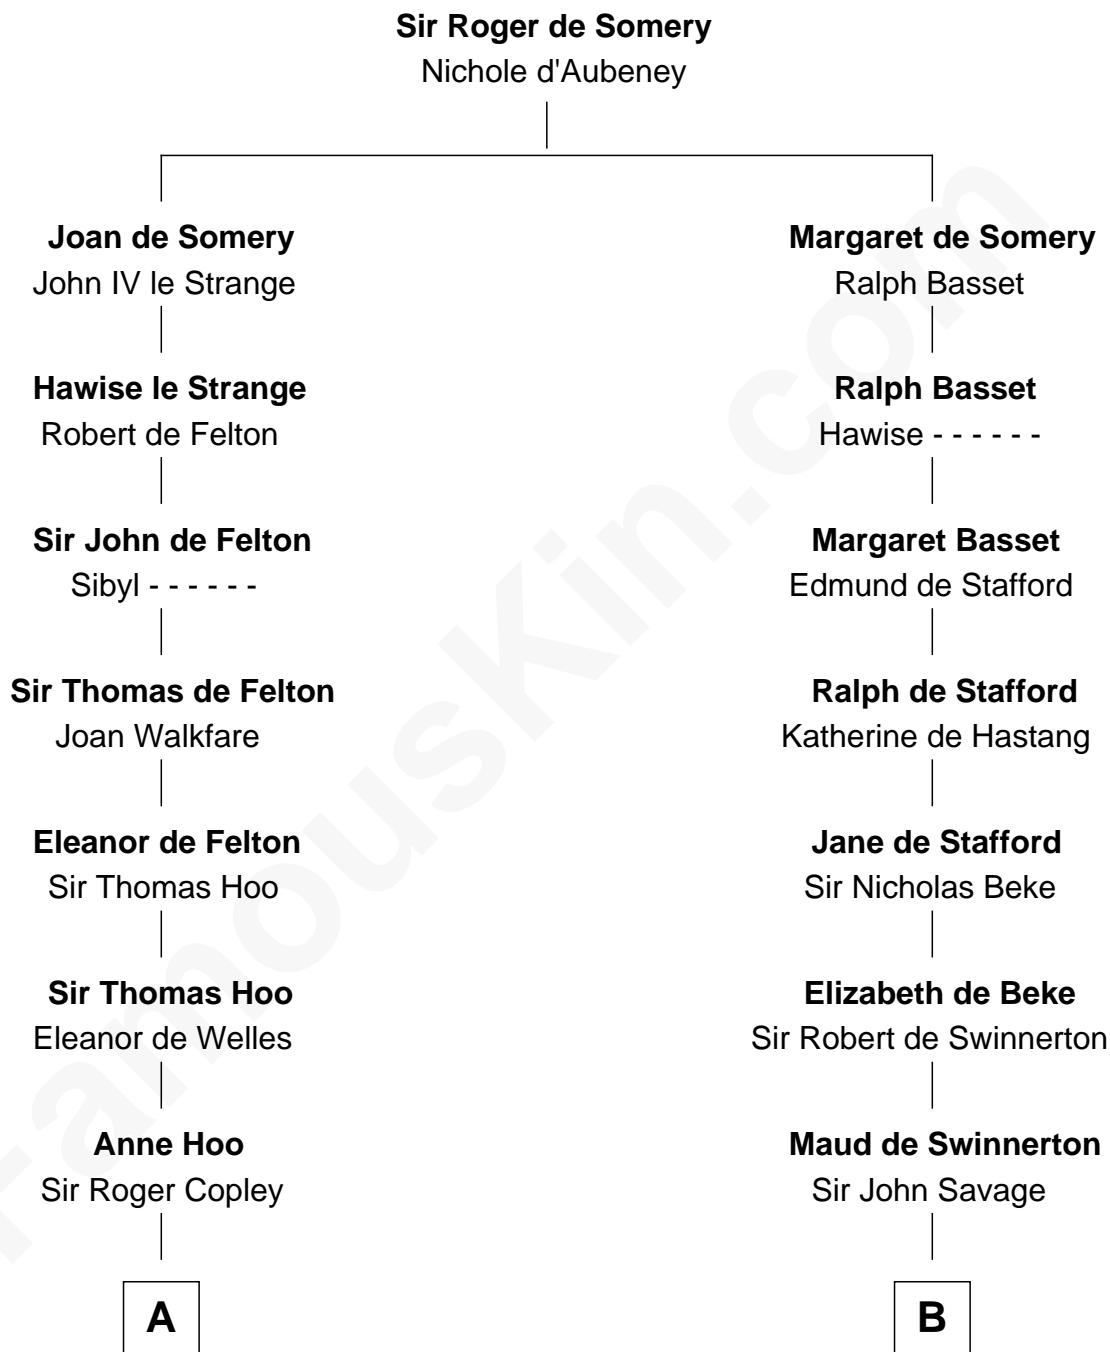 Sir Roger de Somery
Nichole d'Aubeney
Joan de Somery
John IV le Strange
Margaret de Somery
Ralph Basset
Hawise le Strange
Robert de Felton
Ralph Basset
Hawise - - - - - -
Sir John de Felton
Sibyl - - - - - -
Margaret Basset
Edmund de Stafford
Sir Thomas de Felton
Joan Walkfare
Ralph de Stafford
Katherine de Hastang
Eleanor de Felton
Sir Thomas Hoo
Jane de Stafford
Sir Nicholas Beke
Sir Thomas Hoo
Eleanor de Welles
Elizabeth de Beke
Sir Robert de Swinnerton
Anne Hoo
Sir Roger Copley
Maud de Swinnerton
Sir John Savage
A
B
FamousKin.com